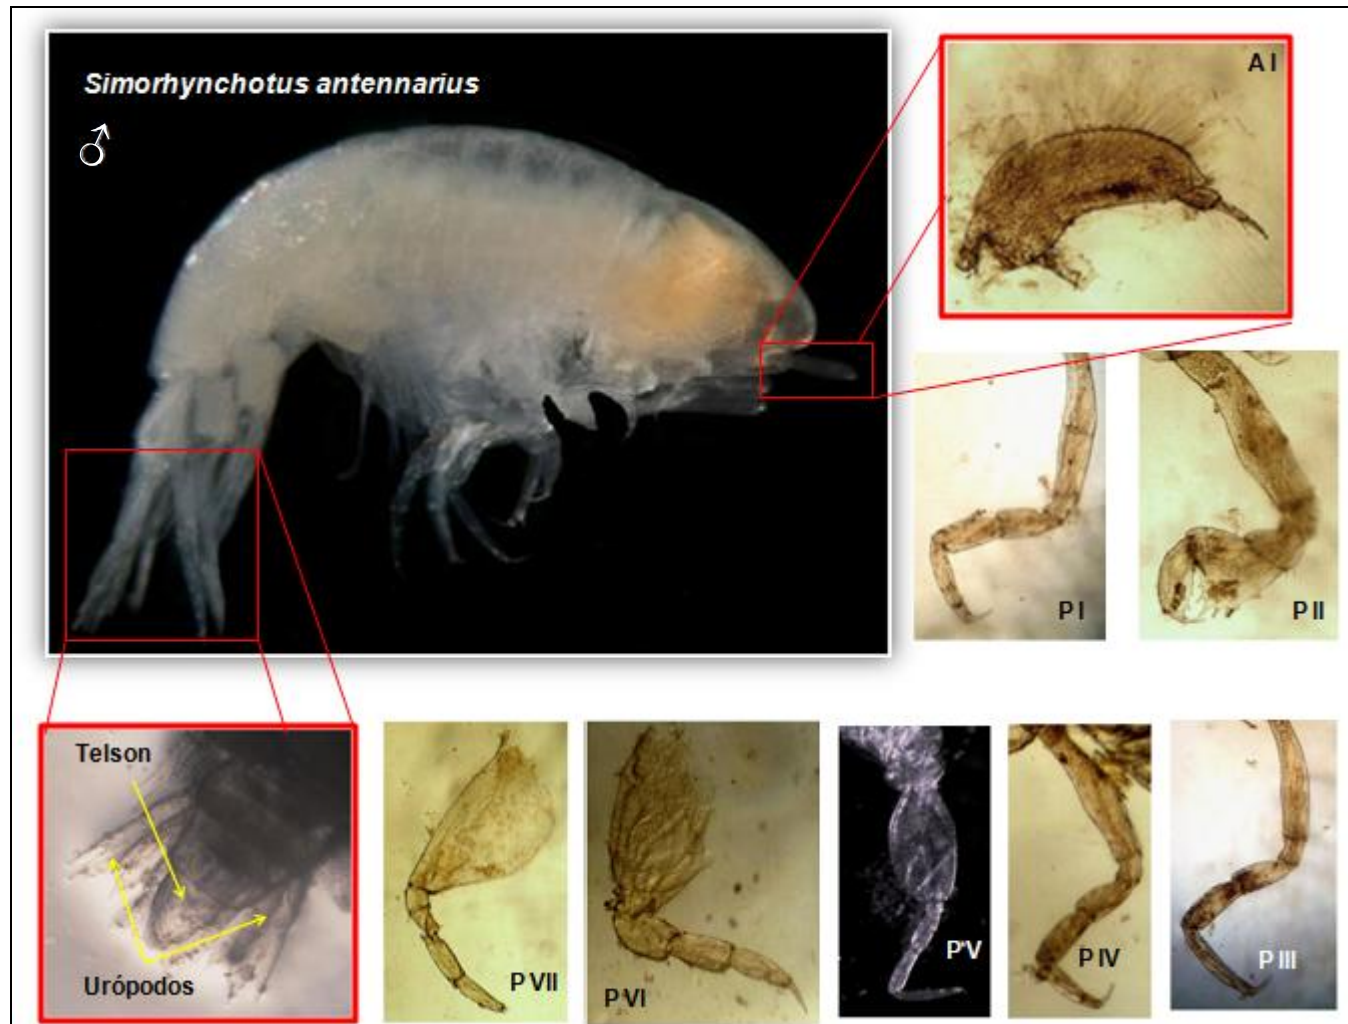 Simorhynchotus antennarius
♂
A I
P I
P II
Telson
Urópodos
P VII
P VI
P V
P IV
P III